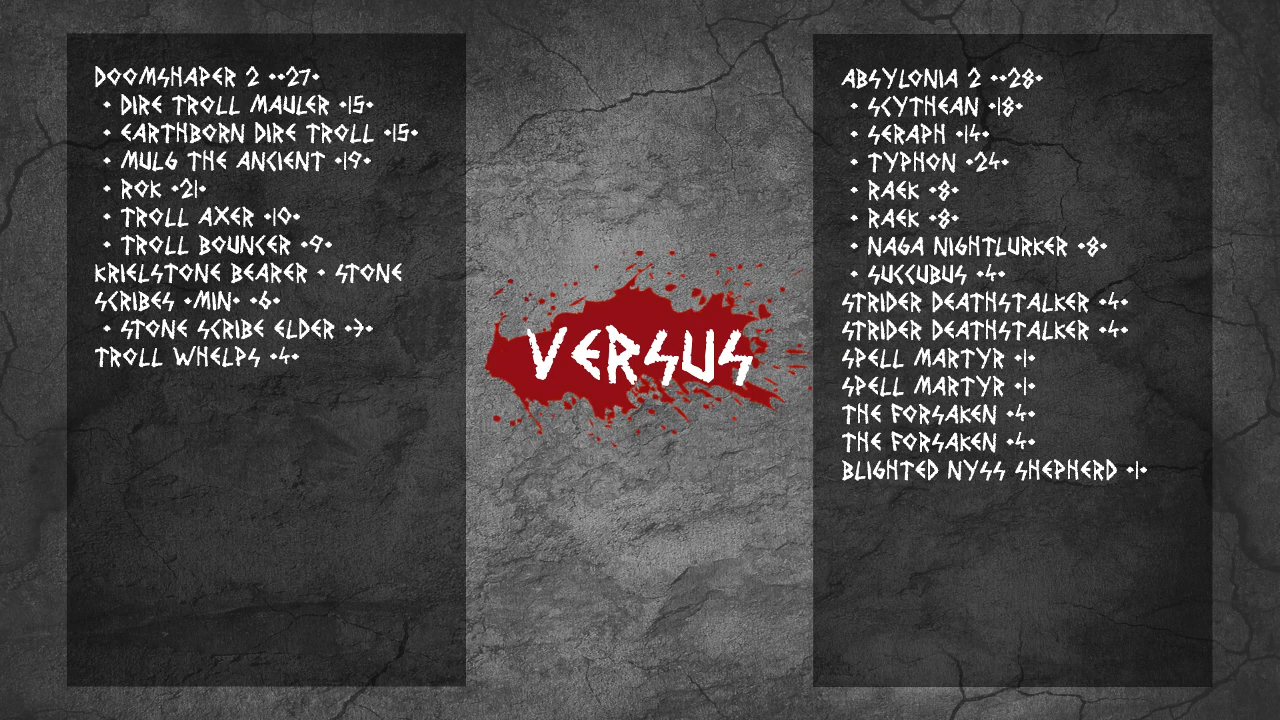 DOOMSHAPER 2 ••27•
• DIRE TROLL MAULER •15•
• EARTHBORN DIRE TROLL •15•
• MULG THE ANCIENT •19•
• ROK •21•
• TROLL AXER •10•
• TROLL BOUNCER •9•
KRIELSTONE BEARER • STONE
SCRIBES •MIN• •6•
• STONE SCRIBE ELDER •3•
TROLL WHELPS •4•
VERSUS
ABSYLONIA 2 ••28•
• SCYTHEAN •18•
• SERAPH •14•
• TYPHON •24•
• RAEK •8•
• RAEK •8•
• NAGA NIGHTLURKER •8•
• SUCCUBUS •4•
STRIDER DEATHSTALKER •4•
STRIDER DEATHSTALKER •4•
SPELL MARTYR •1•
SPELL MARTYR •1•
THE FORSAKEN •4•
THE FORSAKEN •4•
BLIGHTED NYSS SHEPHERD •1•